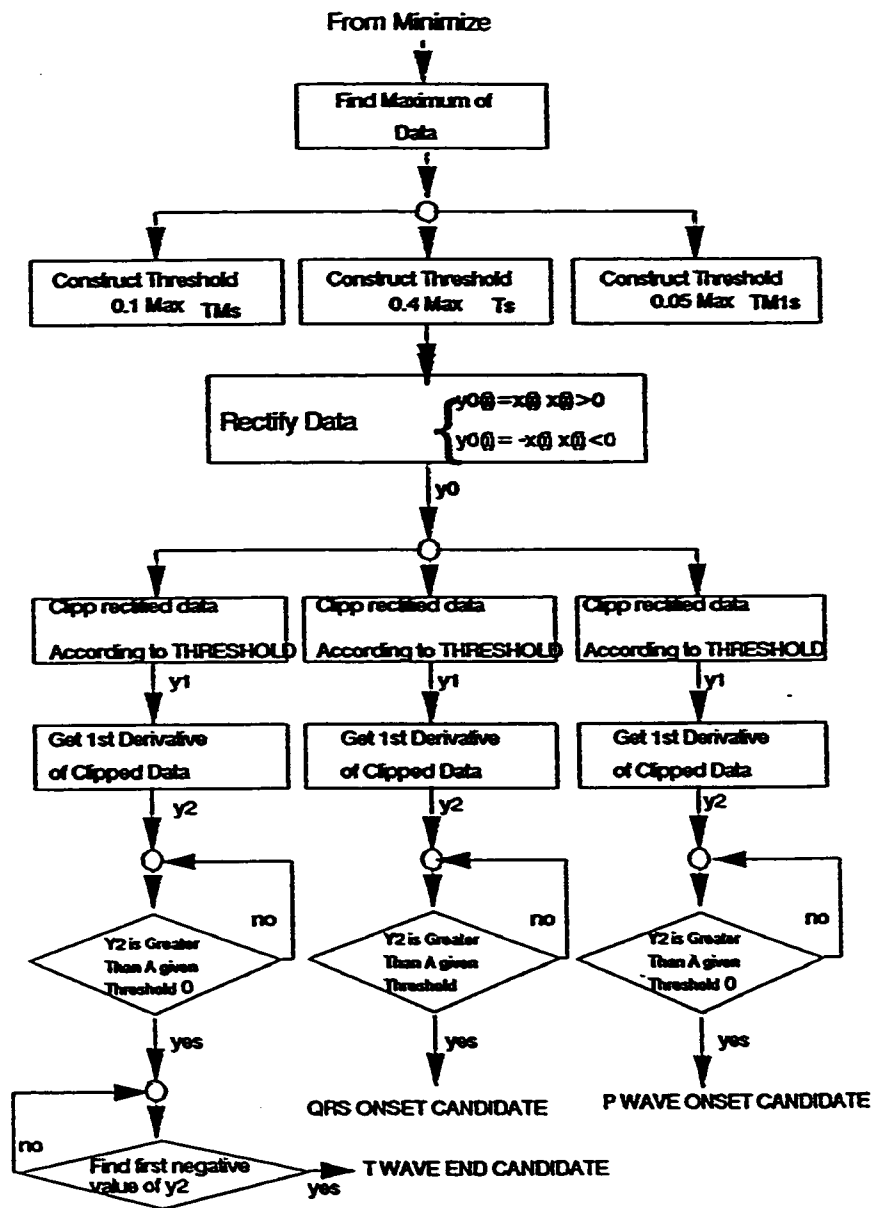 From Minimize
Find Maximum of
Data
Construct Threshold
0.1 Max TMs
Construct Threshold
0.4 Max Ts
Construct Threshold
0.05 Max TM1s
Rectify Data
y0(i)=x(i) x(i)>0
y0(i) = -x(i) x(i)<0
y0
Clipp rectified data
According to THRESHOLD
Clipp rectified data
According to THRESHOLD
Clipp rectified data
According to THRESHOLD
y1
y1
y1
Get 1st Derivative
of Clipped Data
Get 1st Derivative
of Clipped Data
Get 1st Derivative
of Clipped Data
y2
y2
y2
Y2 is Greater
Than A given
Threshold 0
no
Y2 is Greater
Than A given
Threshold
no
Y2 is Greater
Than A given
Threshold 0
no
yes
yes
yes
QRS ONSET CANDIDATE
P WAVE ONSET CANDIDATE
no
Find first negative
value of y2
yes
T WAVE END CANDIDATE